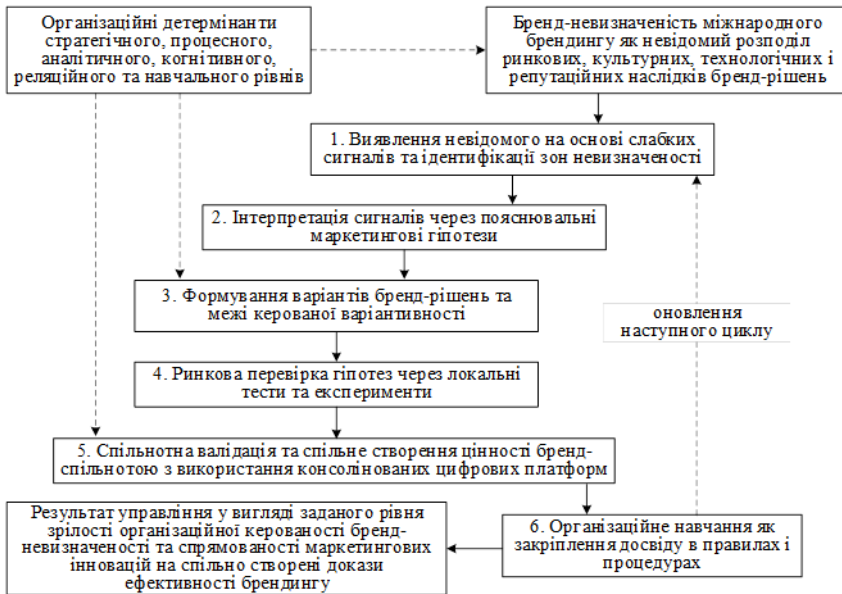 Організаційні детермінанти
стратегічного, процесного,
аналітичного, когнітивного,
реляційного та навчального рівнів
Бренд-невизначеність міжнародного
брендингу як невідомий розподіл
ринкових, культурних, технологічних і
репутаційних наслідків бренд-рішень
1. Виявлення невідомого на основі слабких
сигналів та ідентифікації зон невизначеності
2. Інтерпретація сигналів через пояснювальні
маркетингові гіпотези
3. Формування варіантів бренд-рішень та
межі керованої варіантивності
оновлення
наступного циклу
4. Ринкова перевірка гіпотез через локальні
тести та експерименти
5. Спільнотна валідація та спільне створення цінності бренд-
спільнотою з використання консолінованих цифрових платформ
Результат управління у вигляді заданого рівня
зрілості організаційної керованості бренд-
невизначеності та спрямованості маркетингових
інновацій на спільно створені докази
ефективності брендингу
6. Організаційне навчання як
закріплення досвіду в правилах і
процедурах